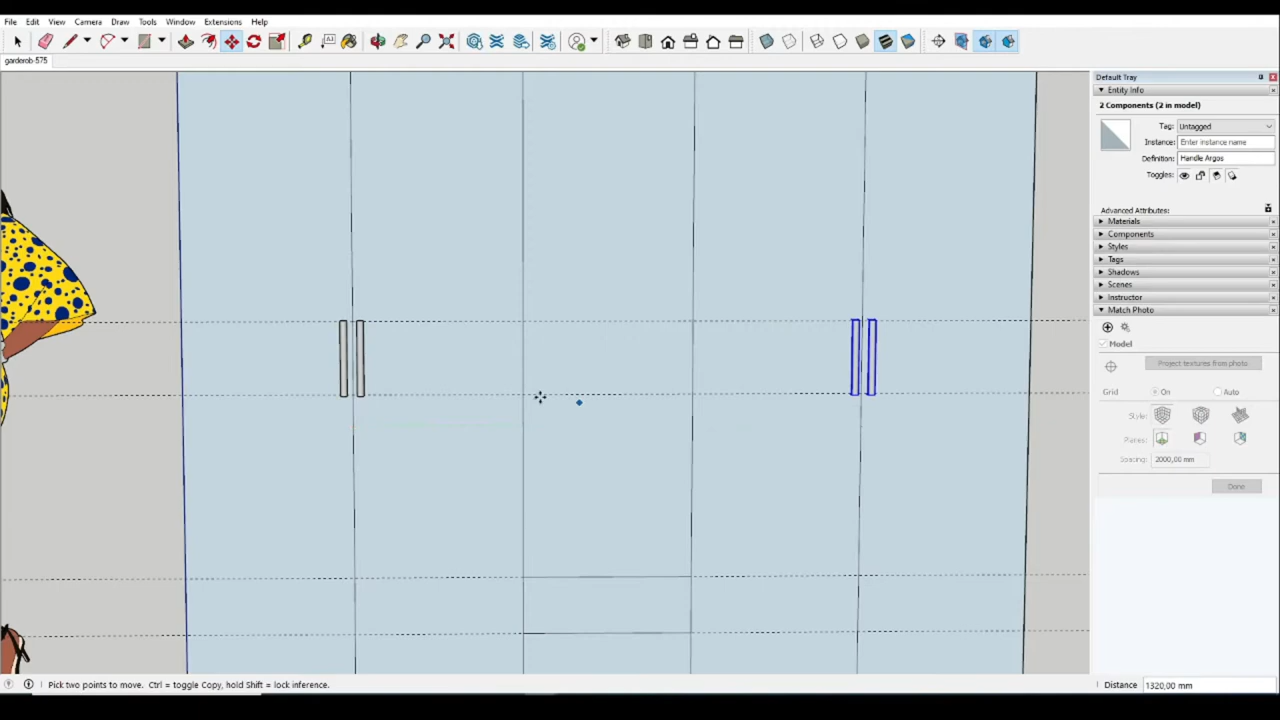 File Edit View Camera Draw Tools Window Extensions Help
garderob-575
Default Tray
Entity Info
2 Components (2 in model)
Tag: Untagged
Instance: Enter instance name
Definition: Handle Argos
Toggles:
Advanced Attributes:
Materials
Components
Styles
Tags
Shadows
Scenes
Instructor
Match Photo
Model
Project textures from photo
Grid On Auto
Style:
Planes:
Spacing: 2000,00 mm
Done
Pick two points to move. Ctrl = toggle Copy, hold Shift = lock inference.
Distance 1320,00 mm